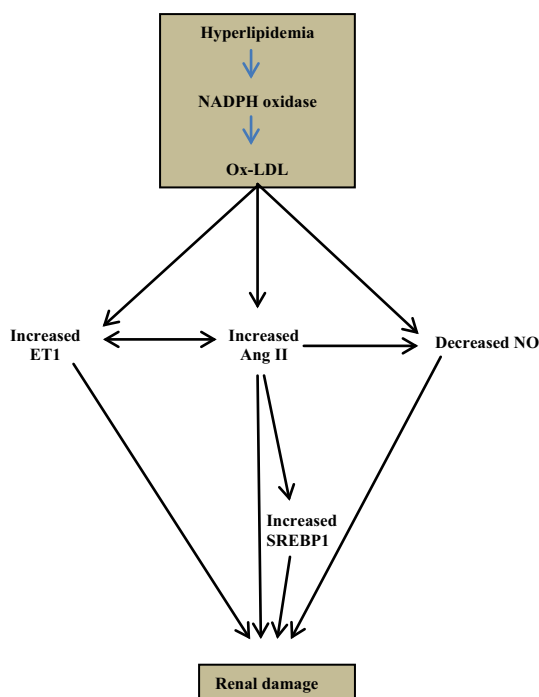 Hyperlipidemia
NADPH oxidase
Ox-LDL
Increased
ET1
Increased
Ang II
Decreased NO
Increased
SREBP1
Renal damage